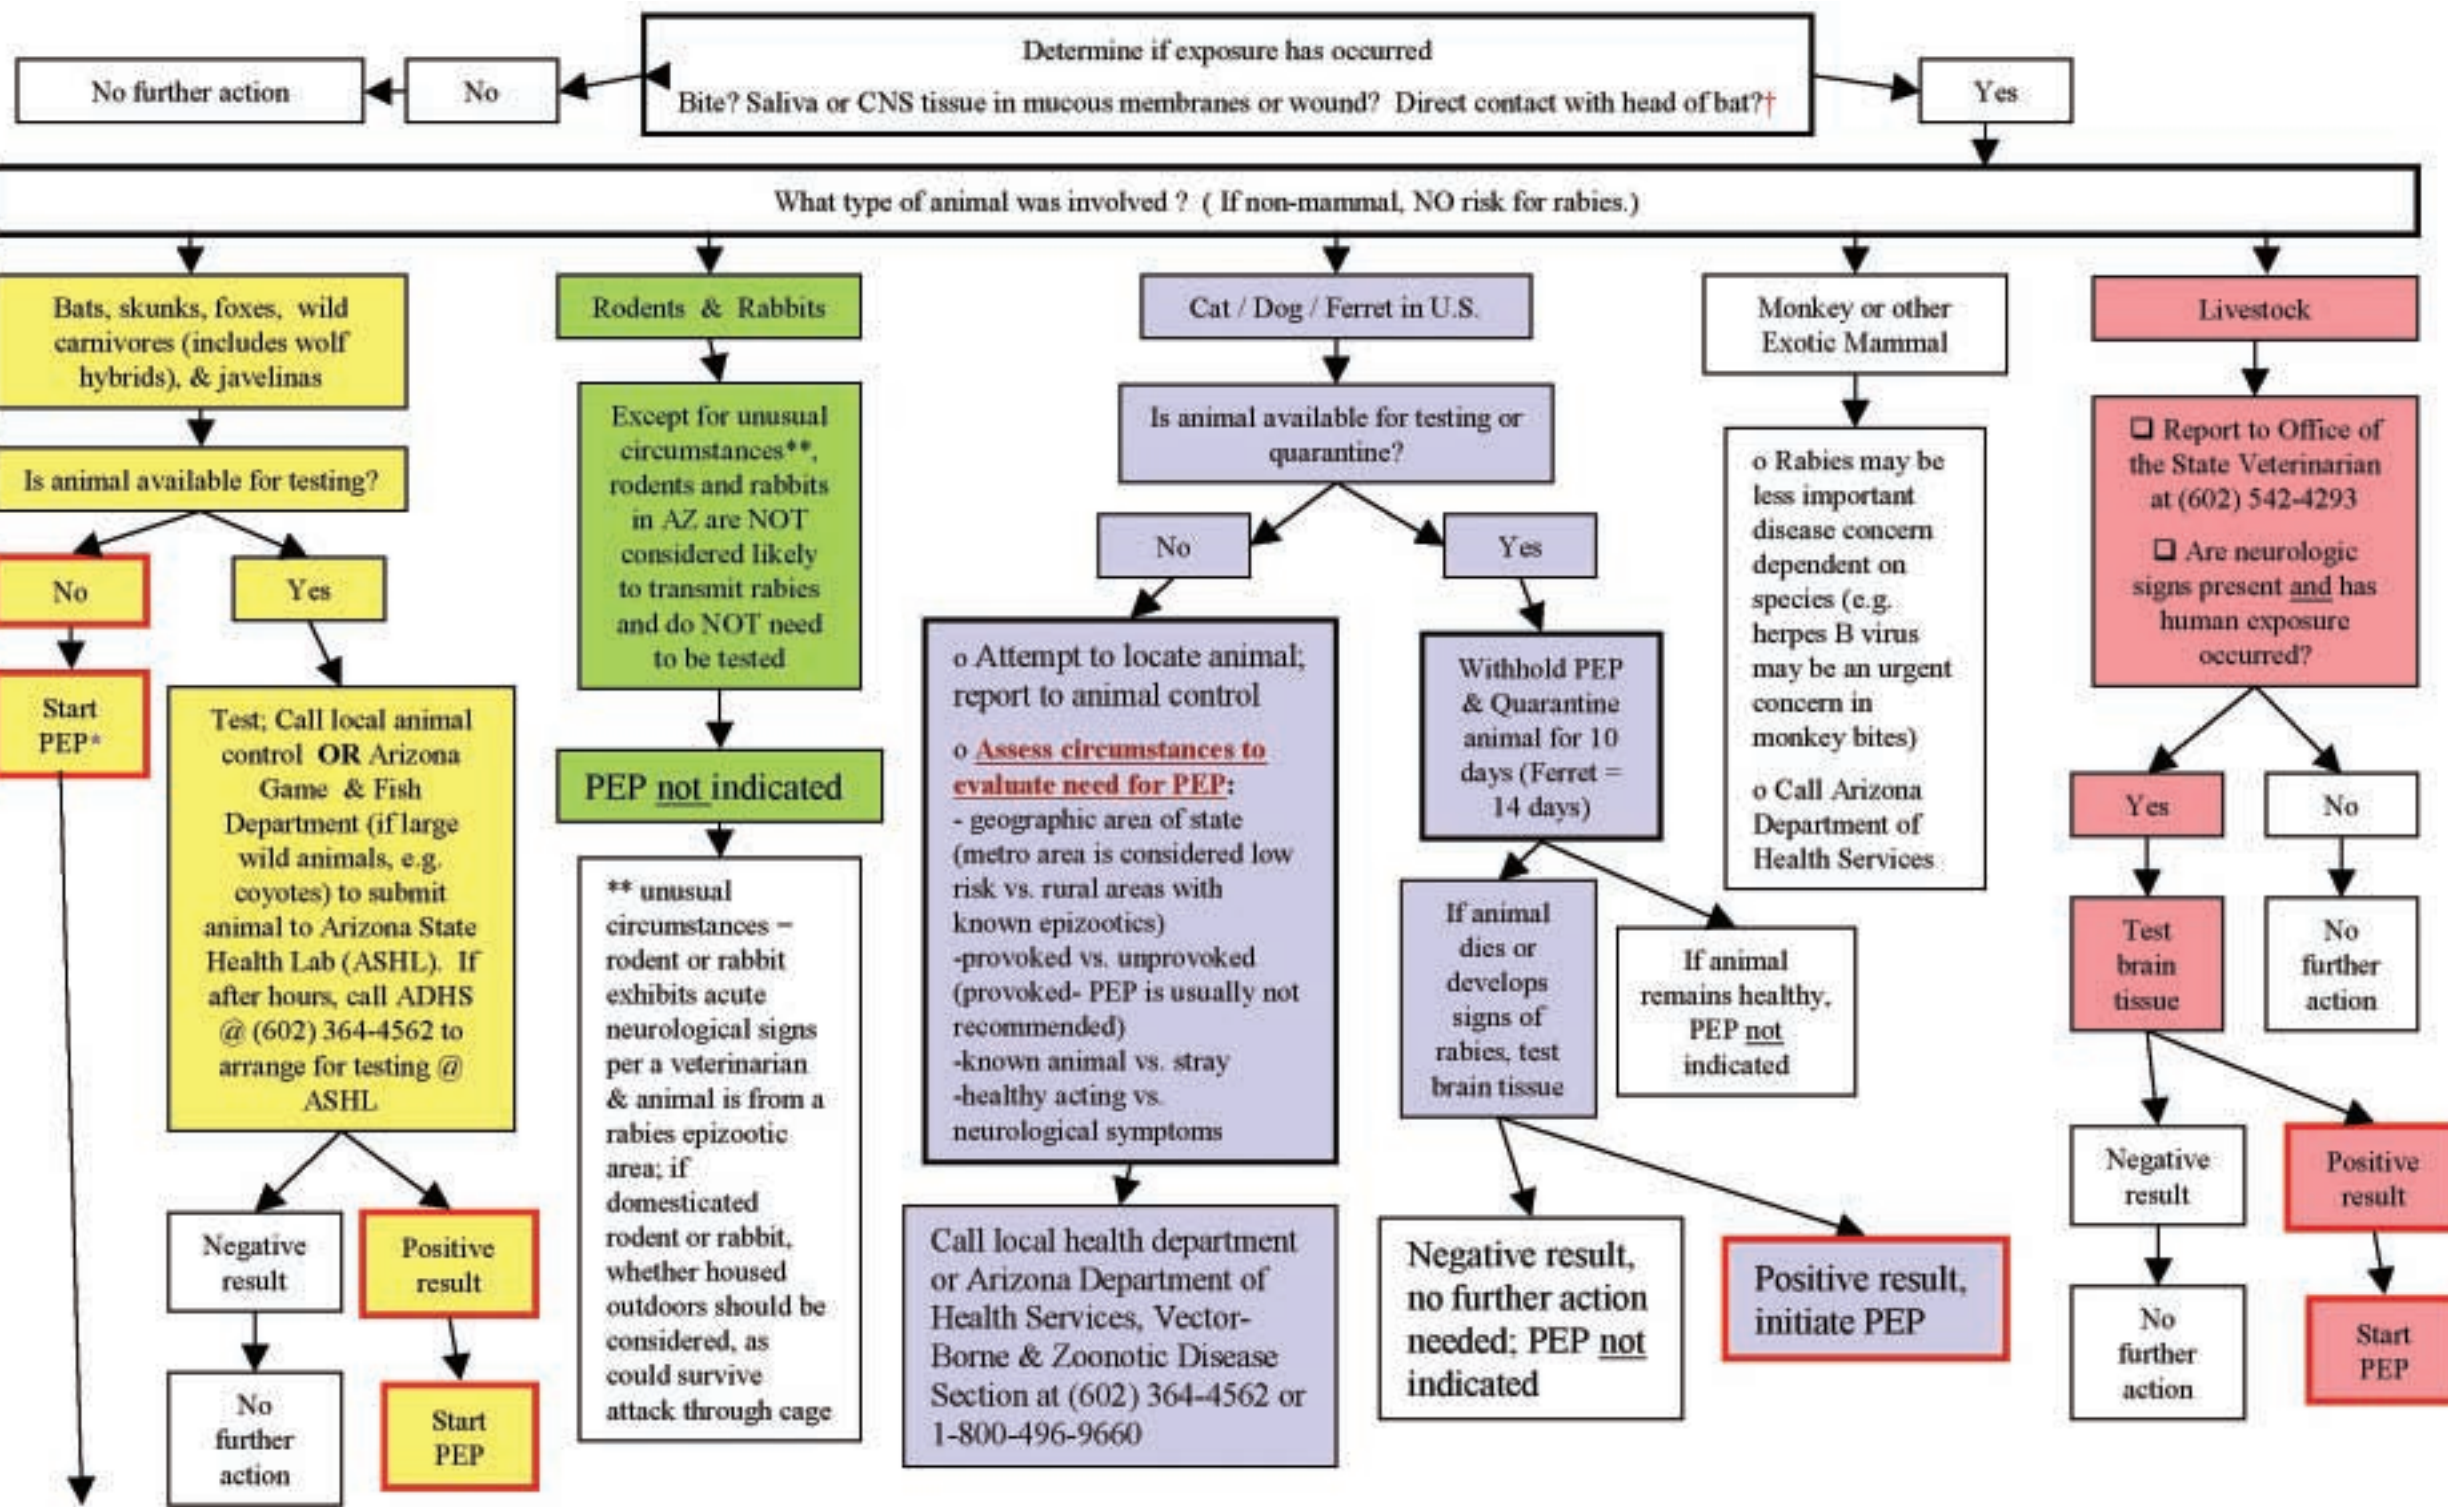 Determine if exposure has occurred
Bite? Saliva or CNS tissue in mucous membranes or wound? Direct contact with head of bat?†
No
No further action
Yes
What type of animal was involved ? ( If non-mammal, NO risk for rabies.)
Bats, skunks, foxes, wild
carnivores (includes wolf
hybrids), & javelinas
Is animal available for testing?
No
Start
PEP*
Yes
Test; Call local animal
control OR Arizona
Game & Fish
Department (if large
wild animals, e.g.
coyotes) to submit
animal to Arizona State
Health Lab (ASHL). If
after hours, call ADHS
@ (602) 364-4562 to
arrange for testing @
ASHL
Negative
result
No
further
action
Positive
result
Start
PEP
Rodents & Rabbits
Except for unusual
circumstances**,
rodents and rabbits
in AZ are NOT
considered likely
to transmit rabies
and do NOT need
to be tested
PEP not indicated
** unusual
circumstances –
rodent or rabbit
exhibits acute
neurological signs
per a veterinarian
& animal is from a
rabies epizootic
area; if
domesticated
rodent or rabbit,
whether housed
outdoors should be
considered, as
could survive
attack through cage
Cat / Dog / Ferret in U.S.
Is animal available for testing or
quarantine?
No
o Attempt to locate animal;
report to animal control
o Assess circumstances to
evaluate need for PEP:
- geographic area of state
(metro area is considered low
risk vs. rural areas with
known epizootics)
-provoked vs. unprovoked
(provoked- PEP is usually not
recommended)
-known animal vs. stray
-healthy acting vs.
neurological symptoms
Call local health department
or Arizona Department of
Health Services, Vector-
Borne & Zoonotic Disease
Section at (602) 364-4562 or
1-800-496-9660
Yes
Withhold PEP
& Quarantine
animal for 10
days (Ferret =
14 days)
If animal
dies or
develops
signs of
rabies, test
brain tissue
If animal
remains healthy,
PEP not
indicated
Negative result,
no further action
needed; PEP not
indicated
Positive result,
initiate PEP
Monkey or other
Exotic Mammal
o Rabies may be
less important
disease concern
dependent on
species (e.g.
herpes B virus
may be an urgent
concern in
monkey bites)
o Call Arizona
Department of
Health Services
Livestock
❑ Report to Office of
the State Veterinarian
at (602) 542-4293
❑ Are neurologic
signs present and has
human exposure
occurred?
Yes
Test
brain
tissue
No
No
further
action
Negative
result
No
further
action
Positive
result
Start
PEP